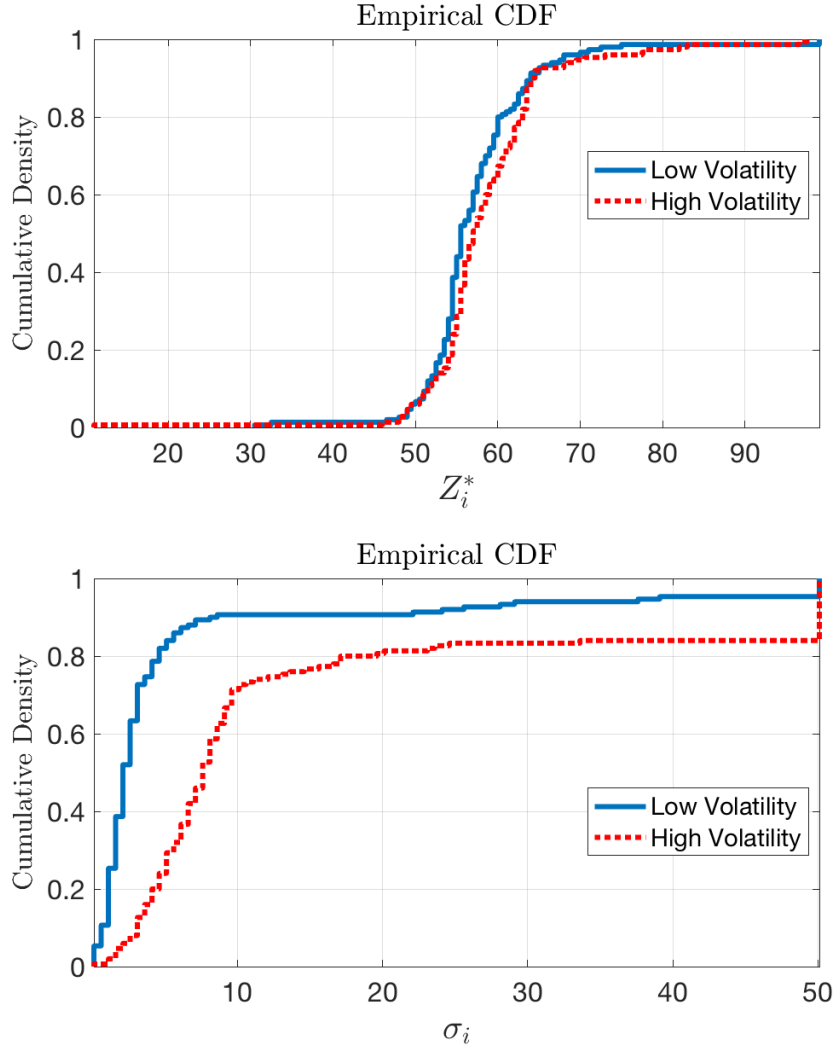 Empirical CDF
Cumulative Density
1
0.8
0.6
0.4
0.2
0
Low Volatility
High Volatility
20 30 40 50 60 70 80 90
Z_i^*
Empirical CDF
Cumulative Density
1
0.8
0.6
0.4
0.2
0
Low Volatility
High Volatility
10 20 30 40 50
σ_i